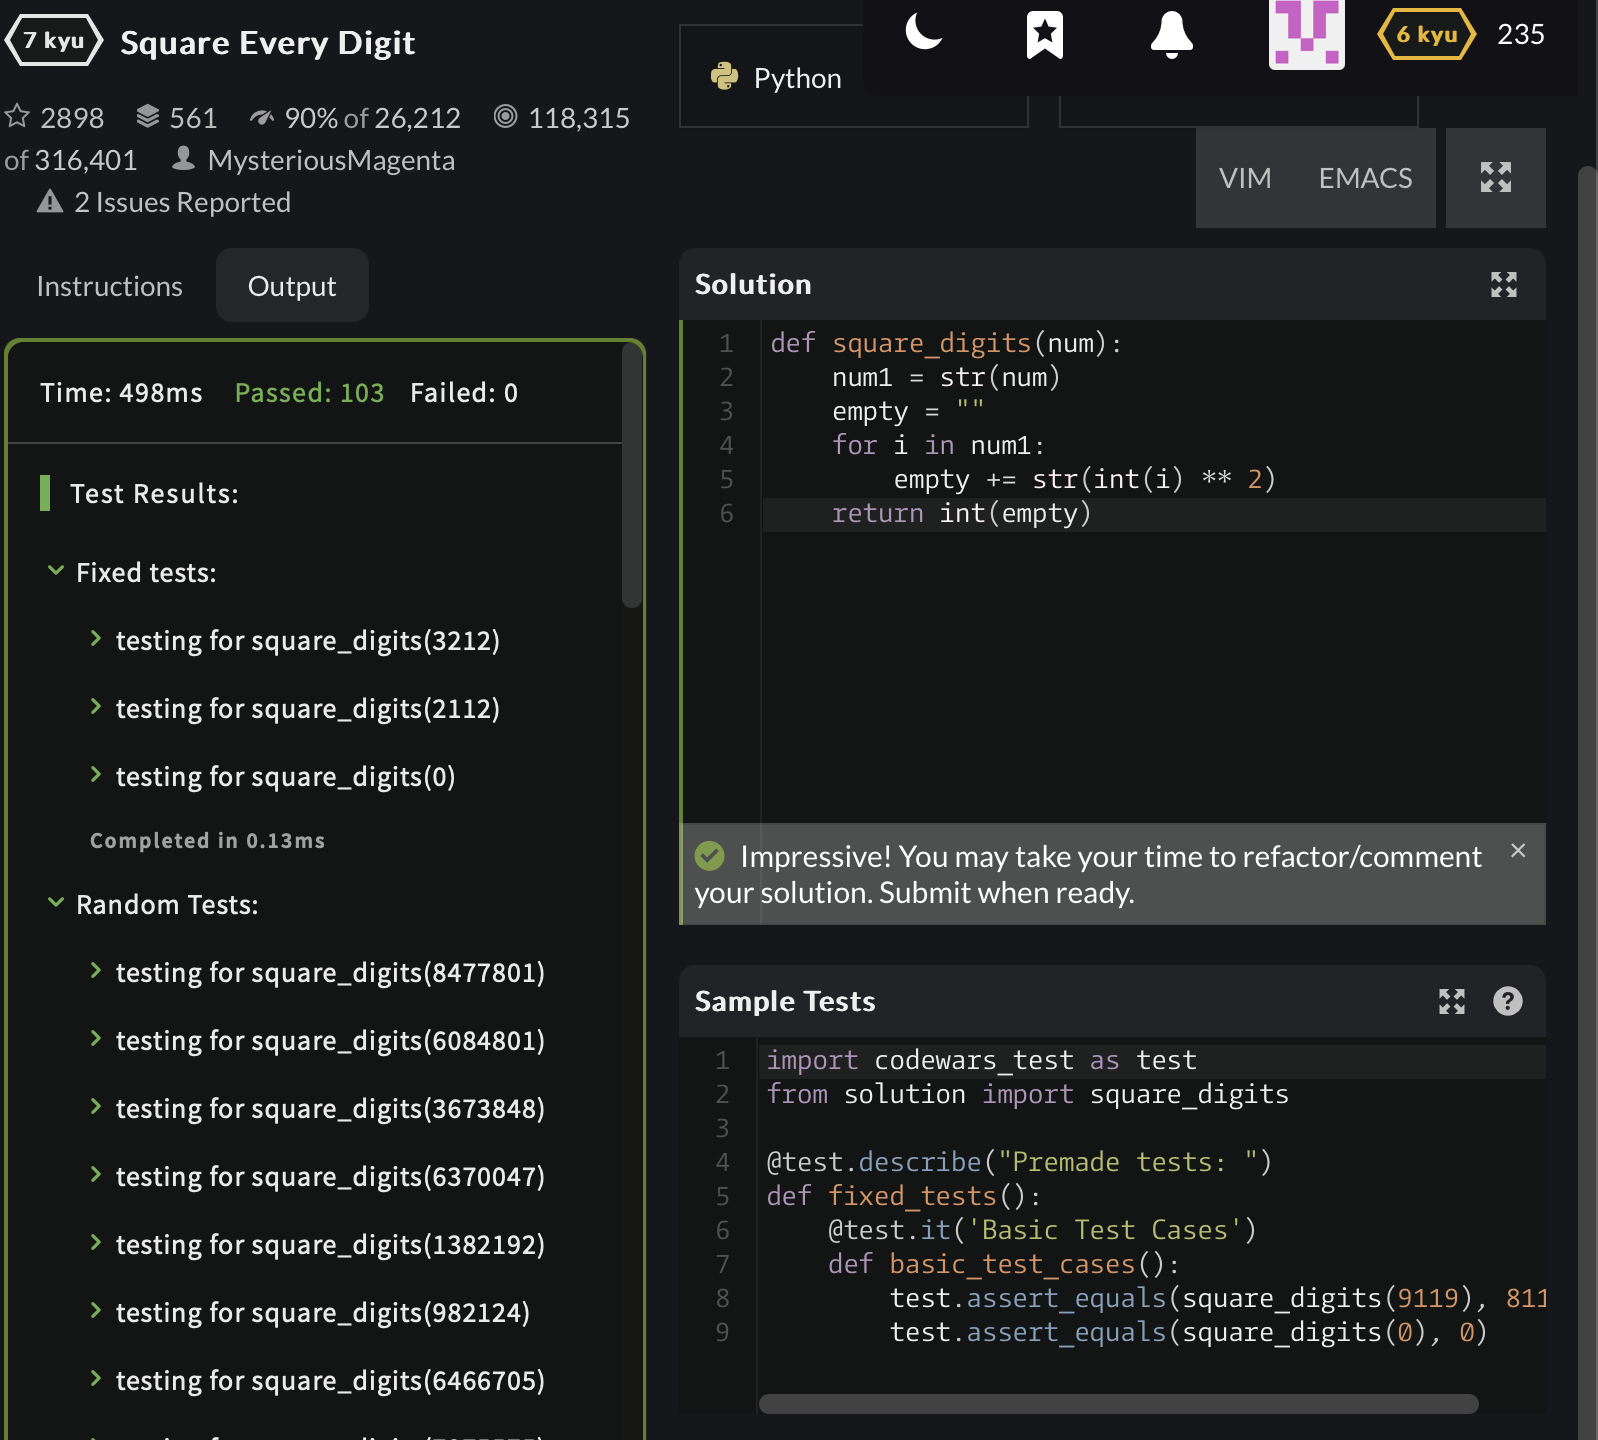 7 kyu Square Every Digit
2898 561 90% of 26,212 118,315
of 316,401 MysteriousMagenta
2 Issues Reported
Python
6 kyu 235
VIM EMACS
Instructions Output
Time: 498ms Passed: 103 Failed: 0
Test Results:
Fixed tests:
testing for square_digits(3212)
testing for square_digits(2112)
testing for square_digits(0)
Completed in 0.13ms
Random Tests:
testing for square_digits(8477801)
testing for square_digits(6084801)
testing for square_digits(3673848)
testing for square_digits(6370047)
testing for square_digits(1382192)
testing for square_digits(982124)
testing for square_digits(6466705)
Solution
1 def square_digits(num):
2 num1 = str(num)
3 empty = ""
4 for i in num1:
5 empty += str(int(i) ** 2)
6 return int(empty)
Impressive! You may take your time to refactor/comment
your solution. Submit when ready.
Sample Tests
1 import codewars_test as test
2 from solution import square_digits
3
4 @test.describe("Premade tests: ")
5 def fixed_tests():
6 @test.it('Basic Test Cases')
7 def basic_test_cases():
8 test.assert_equals(square_digits(9119), 811
9 test.assert_equals(square_digits(0), 0)